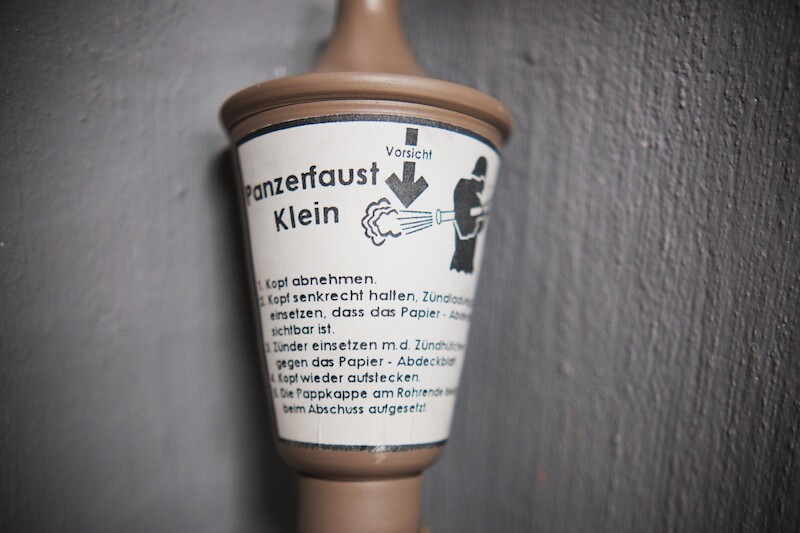 Vorsicht
Panzerfaust
Klein
1. Kopf abnehmen.
2. Kopf senkrecht halten,
einsetzen, dass das Papier -
sichtbar ist.
3. Zünder einsetzen m.d.
gegen das Papier - Abdeckblatt
4. Kopf wieder aufstecken.
5. Die Pappkappe am Rohrende
beim Abschuss aufgesetzt.